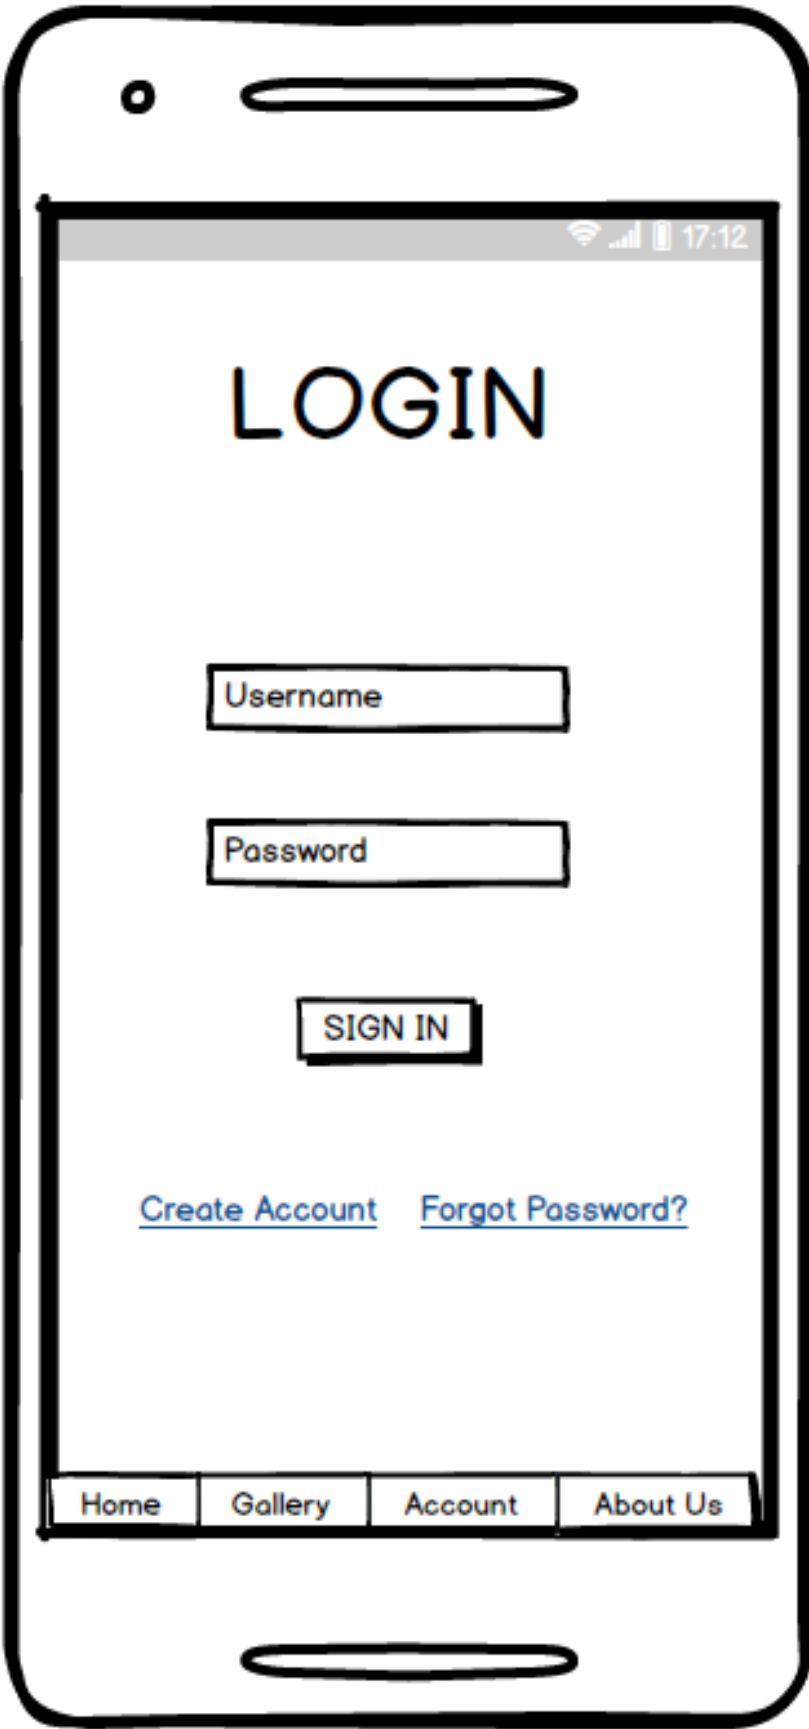 17:12
LOGIN
Username
Password
SIGN IN
Create Account Forgot Password?
Home Gallery Account About Us